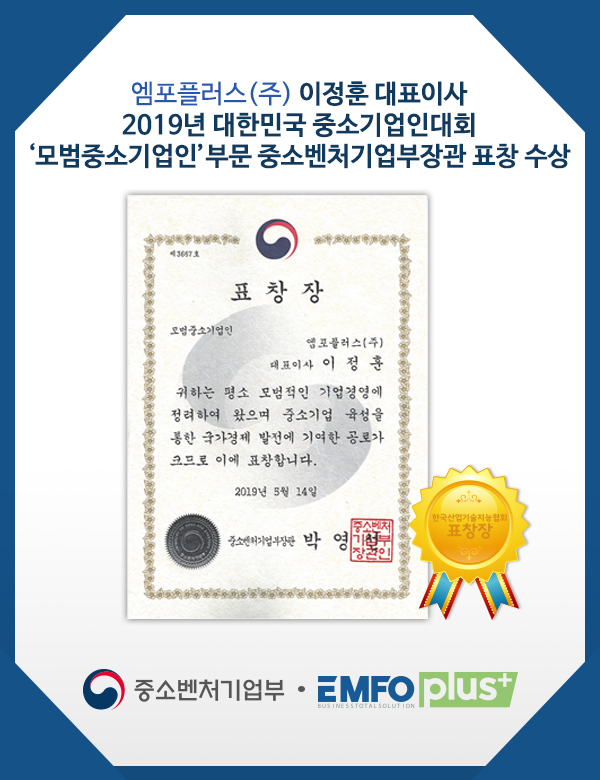 엠포플러스(주) 이정훈 대표이사
2019년 대한민국 중소기업인대회
‘모범중소기업인’ 부문 중소벤처기업부장관 표창 수상
제3667호
표 창 장
모범중소기업인
엠포플러스(주)
대표이사 이 정 훈
귀하는 평소 모범적인 기업경영에
정려하여 왔으며 중소기업 육성을
통한 국가경제 발전에 기여한 공로가
크므로 이에 표창합니다.
2019년 5월 14일
중소벤처기업부장관 박 영 선
중소벤처
기업부
장관인
한국산업기술지능협회
표창장
중소벤처기업부 • EMFO plus+
BUSINESS TOTAL SOLUTION